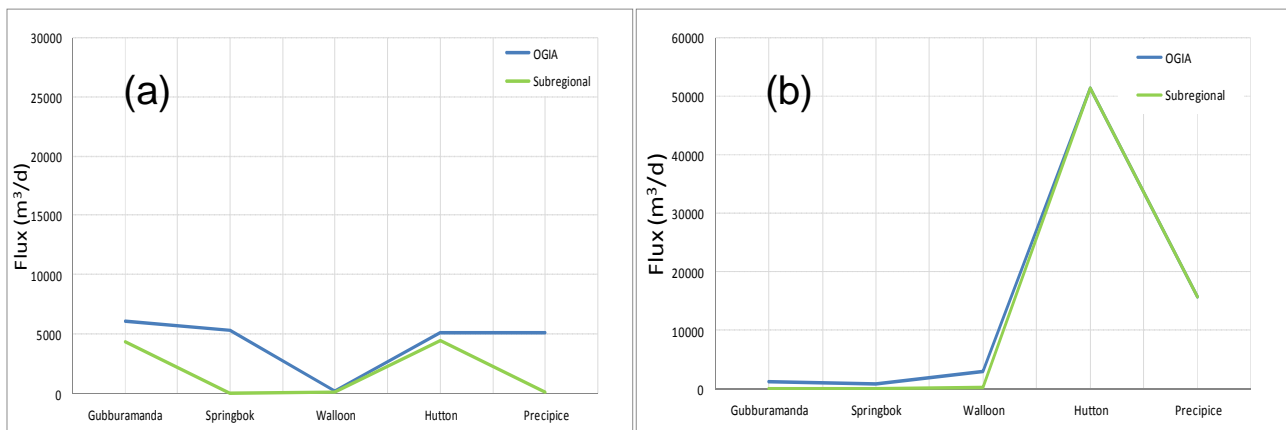 30000
25000
20000
15000
10000
5000
0
Flux (m³/d)
(a)
OGIA
Subregional
Gubburamanda
Springbok
Walloon
Hutton
Precipice
60000
50000
40000
30000
20000
10000
0
Flux (m³/d)
(b)
OGIA
Subregional
Gubburamanda
Springbok
Walloon
Hutton
Precipice